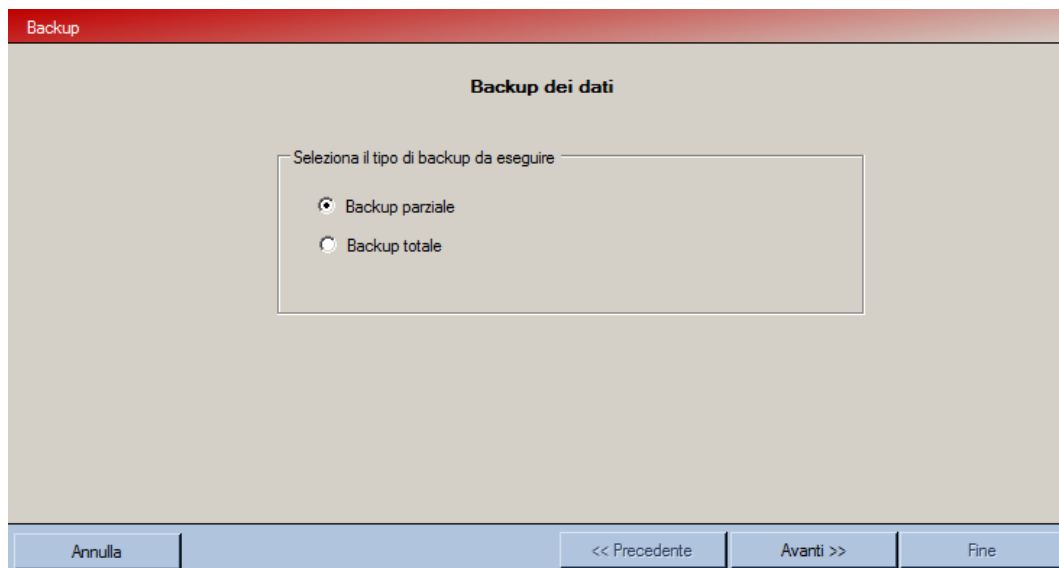 Backup
Backup dei dati
Seleziona il tipo di backup da eseguire
Backup parziale
Backup totale
Annulla
<< Precedente
Avanti >>
Fine